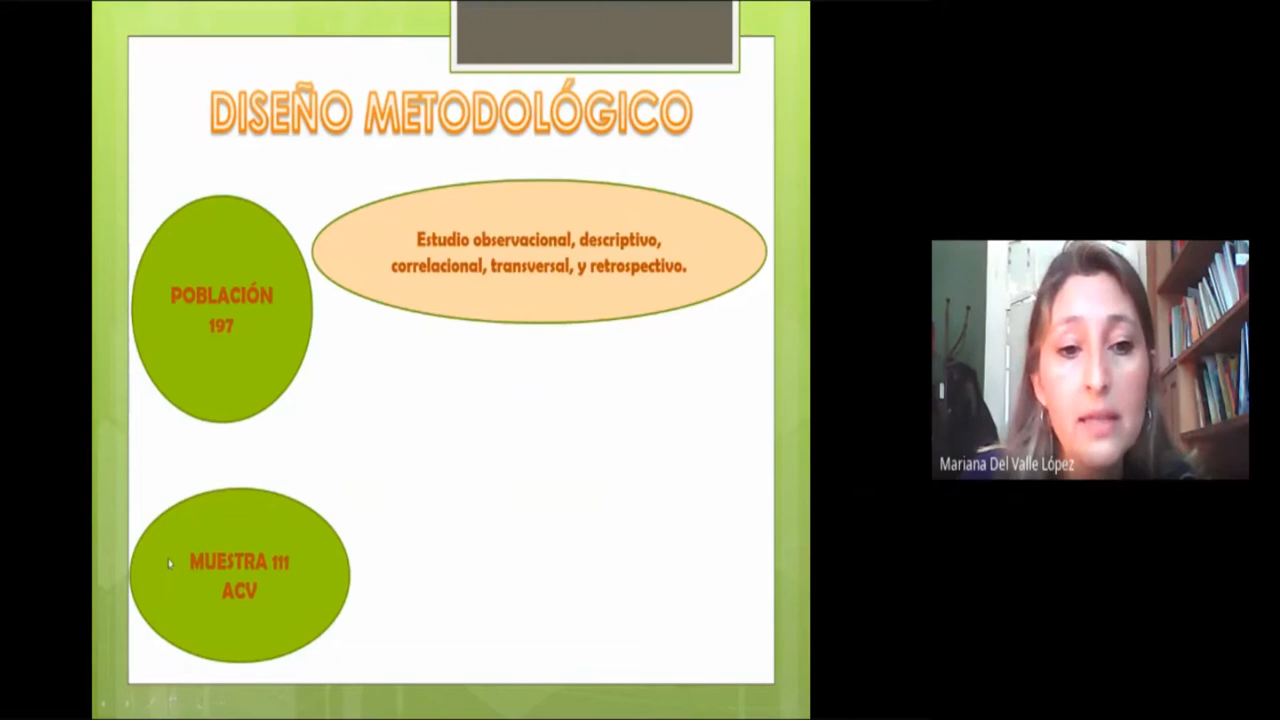 DISEÑO METODOLÓGICO
Estudio observacional, descriptivo,
correlacional, transversal, y retrospectivo.
POBLACIÓN
197
MUESTRA 111
ACV
Mariana Del Valle López